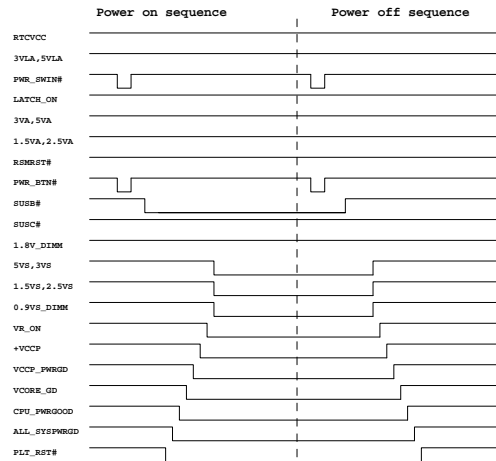 Power on sequence Power off sequence
RTCVCC
3VLA,5VLA
PWR_SWIN#
LATCH_ON
3VA,5VA
1.5VA,2.5VA
RSMRST#
PWR_BTN#
SUSB#
SUSC#
1.8V_DIMM
5VS,3VS
1.5VS,2.5VS
0.9VS_DIMM
VR_ON
+VCCP
VCCP_PWRGD
VCORE_GD
CPU_PWRGOOD
ALL_SYSPWRGD
PLT_RST#